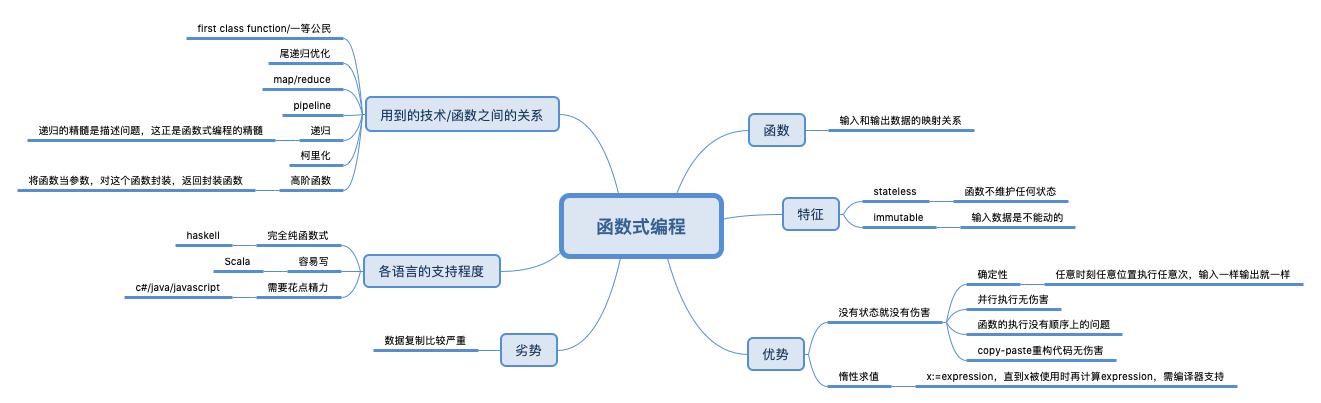 函数式编程
函数
输入和输出数据的映射关系
特征
stateless
函数不维护任何状态
immutable
输入数据是不能动的
优势
没有状态就没有伤害
确定性
任意时刻任意位置执行任意次，输入一样输出就一样
并行执行无伤害
函数的执行没有顺序上的问题
copy-paste重构代码无伤害
惰性求值
x:=expression，直到x被使用时再计算expression，需编译器支持
用到的技术/函数之间的关系
first class function/一等公民
尾递归优化
map/reduce
pipeline
递归
递归的精髓是描述问题，这正是函数式编程的精髓
柯里化
高阶函数
将函数当参数，对这个函数封装，返回封装函数
各语言的支持程度
完全纯函数式
haskell
容易写
Scala
需要花点精力
c#/java/javascript
劣势
数据复制比较严重